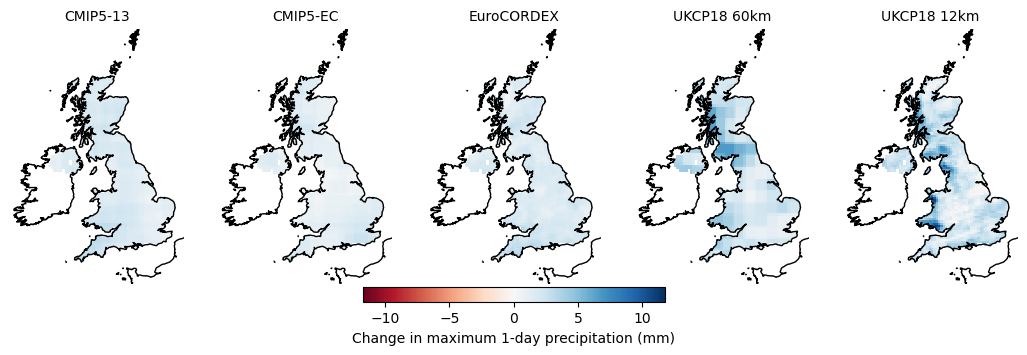 CMIP5-13 CMIP5-EC EuroCORDEX UKCP18 60km UKCP18 12km
−10 −5 0 5 10
Change in maximum 1-day precipitation (mm)